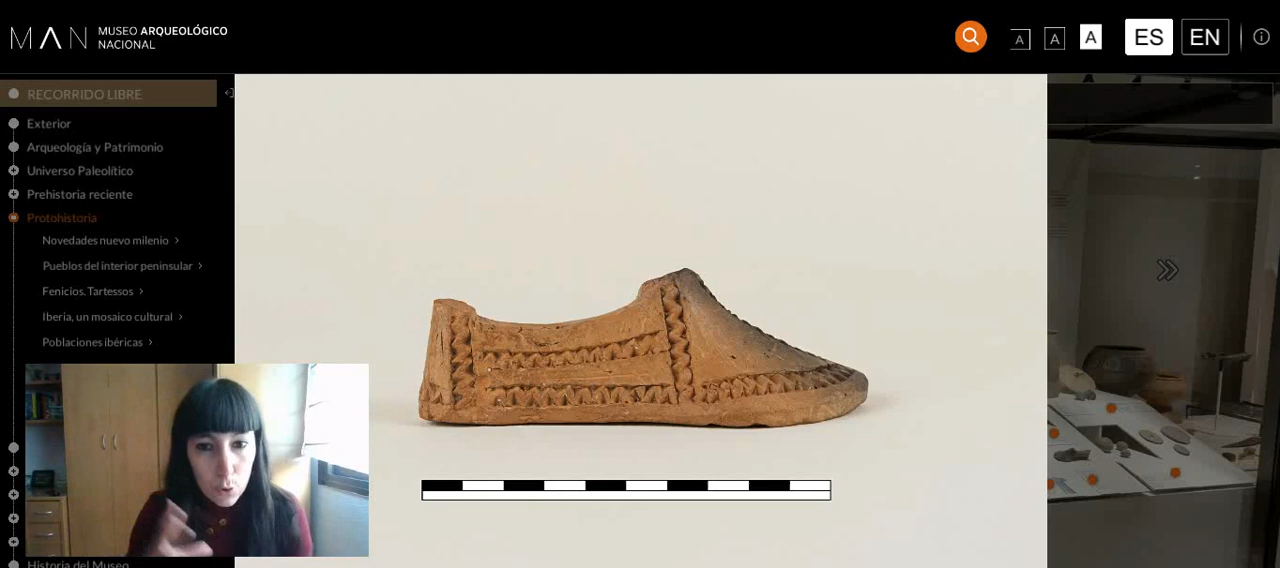 MAN MUSEO ARQUEOLÓGICO
NACIONAL
A A A ES EN
RECORRIDO LIBRE
Exterior
Arqueología y Patrimonio
Universo Paleolítico
Prehistoria reciente
Protohistoria
Novedades nuevo milenio
Pueblos del interior peninsular
Fenicios. Tartessos
Iberia, un mosaico cultural
Poblaciones ibéricas
Historia del Museo